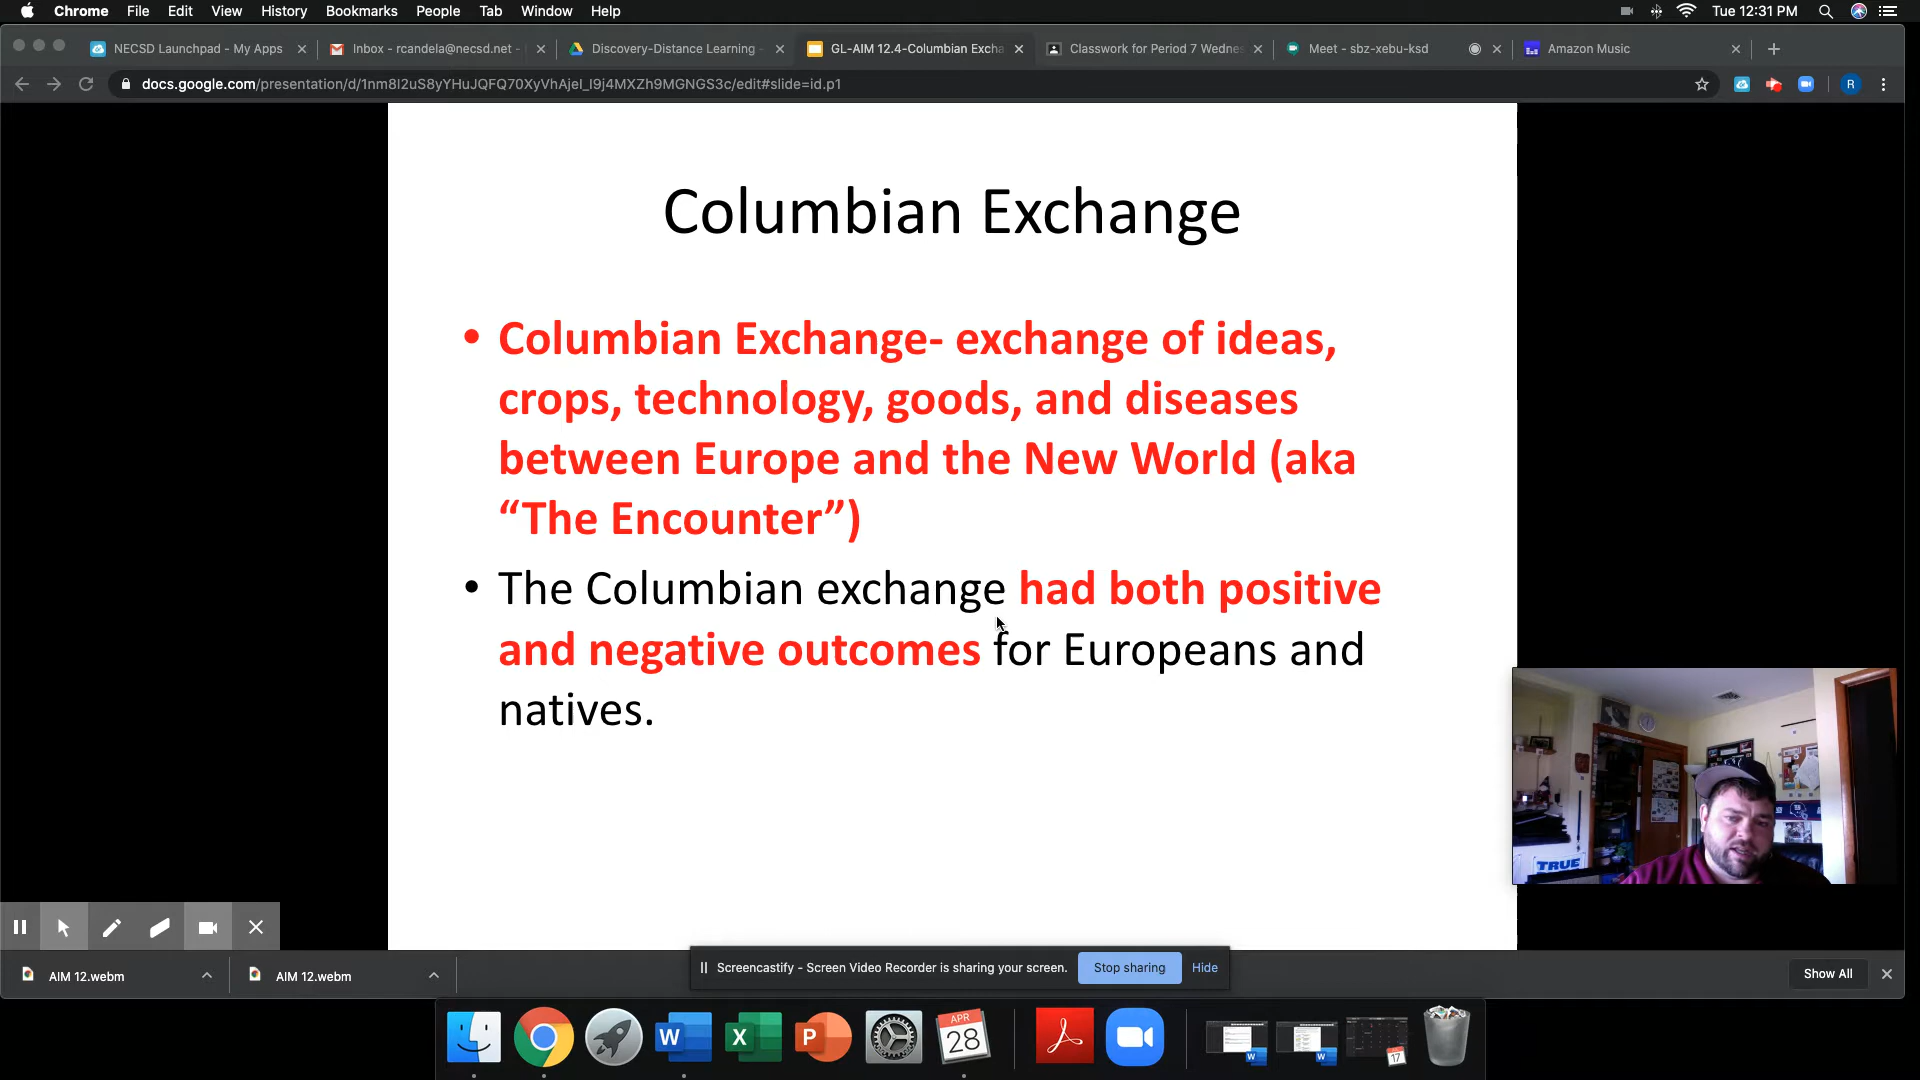 Chrome File Edit View History Bookmarks People Tab Window Help Tue 12:31 PM
NECSD Launchpad - My Apps Inbox - rcandela@necsd.net - Discovery-Distance Learning - GL-AIM 12.4-Columbian Excha Classwork for Period 7 Wednes Meet - sbz-xebu-ksd Amazon Music
docs.google.com/presentation/d/1nm8I2uS8yYHuJQFQ70XyVhAjeI_I9j4MXZh9MGNGS3c/edit#slide=id.p1 R
Columbian Exchange
• Columbian Exchange- exchange of ideas,
crops, technology, goods, and diseases
between Europe and the New World (aka
“The Encounter”)
• The Columbian exchange had both positive
and negative outcomes for Europeans and
natives.
TRUE
AIM 12.webm AIM 12.webm Screencastify - Screen Video Recorder is sharing your screen. Stop sharing Hide Show All
W X P APR 28 W W 17